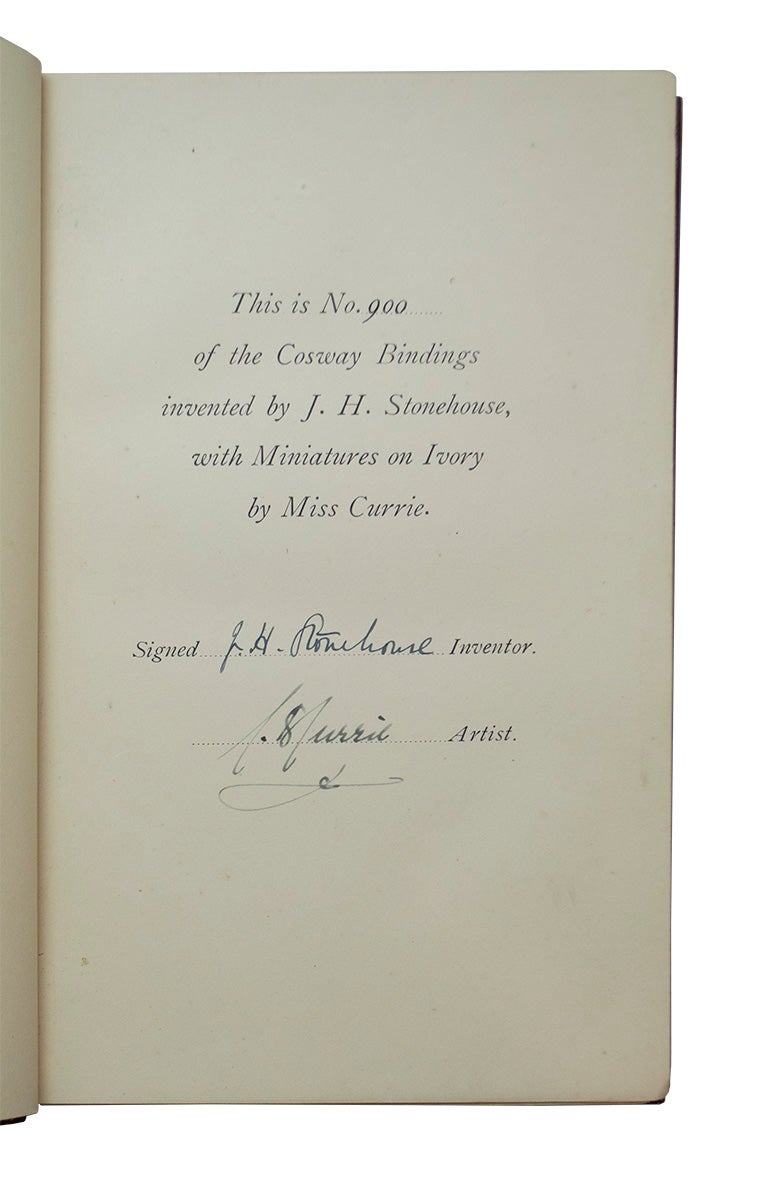 This is No. 900
of the Cosway Bindings
invented by J. H. Stonehouse,
with Miniatures on Ivory
by Miss Currie.
Signed J. H. Stonehouse Inventor.
C. B. Currie Artist.